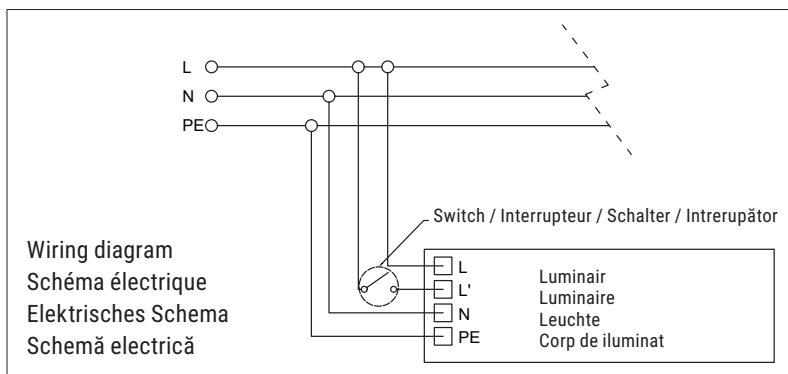 L
N
PE
Switch / Interrupteur / Schalter / Intrerupător
Wiring diagram
Schéma électrique
Elektrisches Schema
Schemă electrică
L
L'
N
PE
Luminair
Luminaire
Leuchte
Corp de iluminat